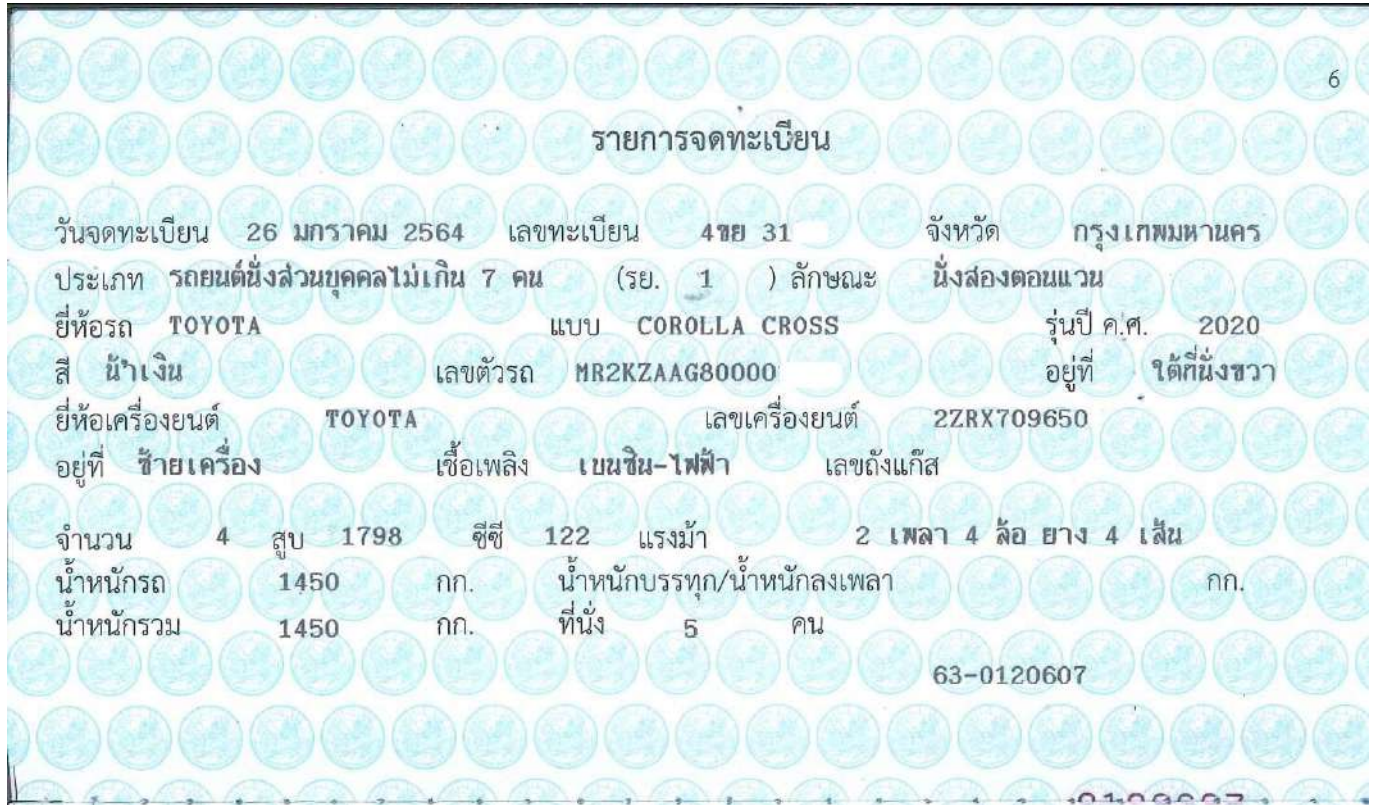 6
รายการจดทะเบียน
วันจดทะเบียน 26 มกราคม 2564 เลขทะเบียน 4ขย 31 จังหวัด กรุงเทพมหานคร
ประเภท รถยนต์นั่งส่วนบุคคลไม่เกิน 7 คน (รย. 1 ) ลักษณะ นั่งสองตอนแวน
ยี่ห้อรถ TOYOTA แบบ COROLLA CROSS รุ่นปี ค.ศ. 2020
สี น้ำเงิน เลขตัวรถ MR2KZAAG80000 อยู่ที่ ใต้ที่นั่งขวา
ยี่ห้อเครื่องยนต์ TOYOTA เลขเครื่องยนต์ 2ZRX709650
อยู่ที่ ซ้ายเครื่อง เชื้อเพลิง เบนซิน-ไฟฟ้า เลขถังแก๊ส
จำนวน 4 สูบ 1798 ซีซี 122 แรงม้า 2 เพลา 4 ล้อ ยาง 4 เส้น
น้ำหนักรถ 1450 กก. น้ำหนักบรรทุก/น้ำหนักลงเพลา กก.
น้ำหนักรวม 1450 กก. ที่นั่ง 5 คน
63-0120607